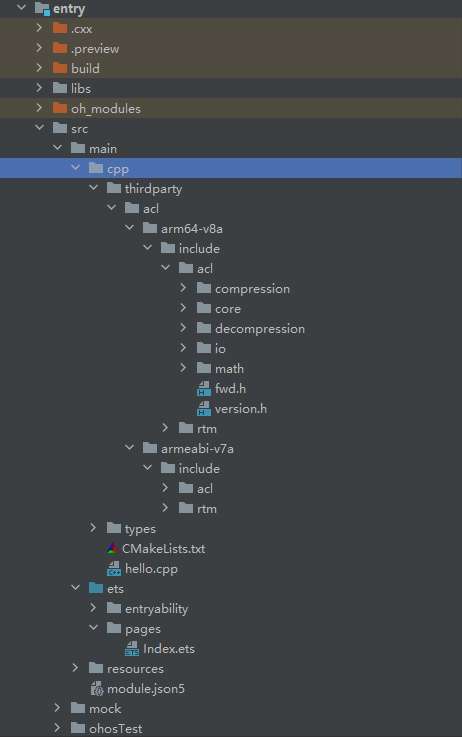 entry
.cxx
.preview
build
libs
oh_modules
src
main
cpp
thirdparty
acl
arm64-v8a
include
acl
compression
core
decompression
io
math
fwd.h
version.h
rtm
armeabi-v7a
include
acl
rtm
types
CMakeLists.txt
hello.cpp
ets
entryability
pages
Index.ets
resources
module.json5
mock
ohosTest